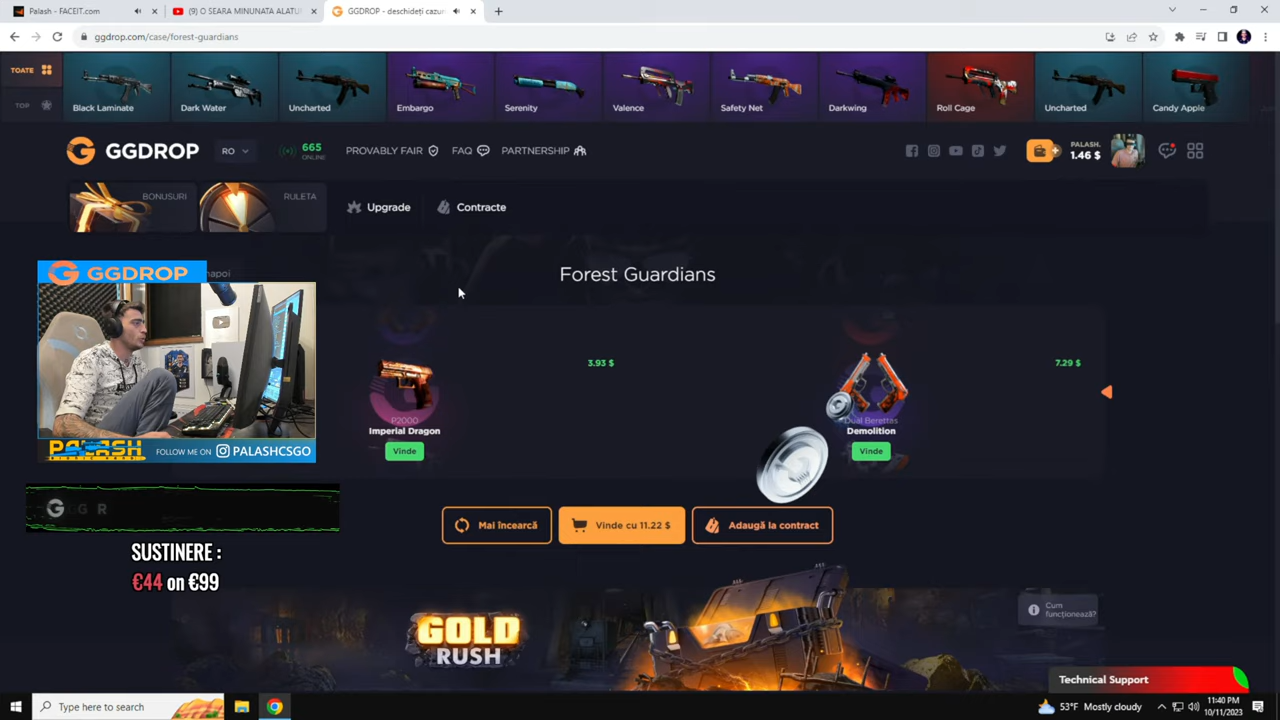 Palash - FACEIT.com
(9) O SEARA MINUNATA ALATU
GGDROP - deschideți cazur
ggdrop.com/case/forest-guardians
TOATE
TOP
Black Laminate
Dark Water
Uncharted
Embargo
Serenity
Valence
Safety Net
Darkwing
Roll Cage
Uncharted
Candy Apple
GGDROP
RO
665
ONLINE
PROVABLY FAIR
FAQ
PARTNERSHIP
PALASH.
1.46 $
BONUSURI
RULETA
Upgrade
Contracte
GGDROP
napoi
Forest Guardians
3.93 $
7.29 $
P2000
Imperial Dragon
Vinde
Dual Berettas
Demolition
Vinde
PALASH
FOLLOW ME ON
PALASHCSGO
G R
SUSTINERE :
€44 on €99
Mai încearcă
Vinde cu 11.22 $
Adaugă la contract
GOLD
RUSH
Cum
funcționează?
Technical Support
Type here to search
53°F Mostly cloudy
11:40 PM
10/11/2023